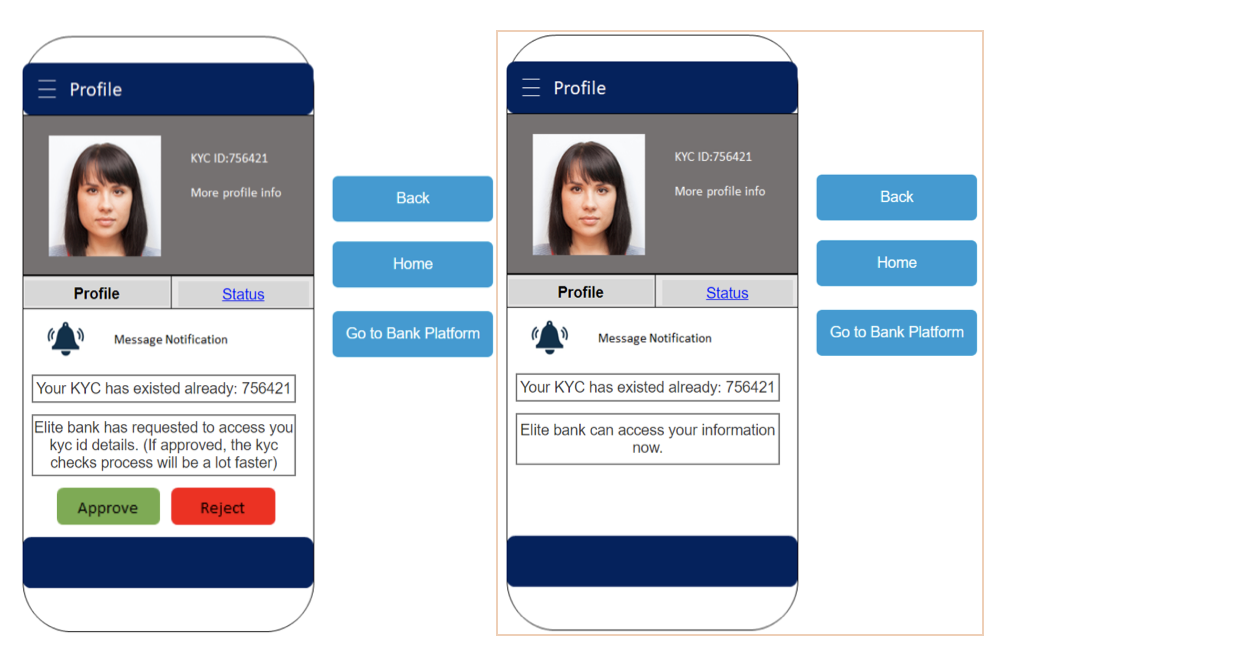 Profile
KYC ID:756421
More profile info
Profile
Status
Message Notification
Your KYC has existed already: 756421
Elite bank has requested to access you
kyc id details. (If approved, the kyc
checks process will be a lot faster)
Approve
Reject
Back
Home
Go to Bank Platform
Profile
KYC ID:756421
More profile info
Profile
Status
Message Notification
Your KYC has existed already: 756421
Elite bank can access your information
now.
Back
Home
Go to Bank Platform